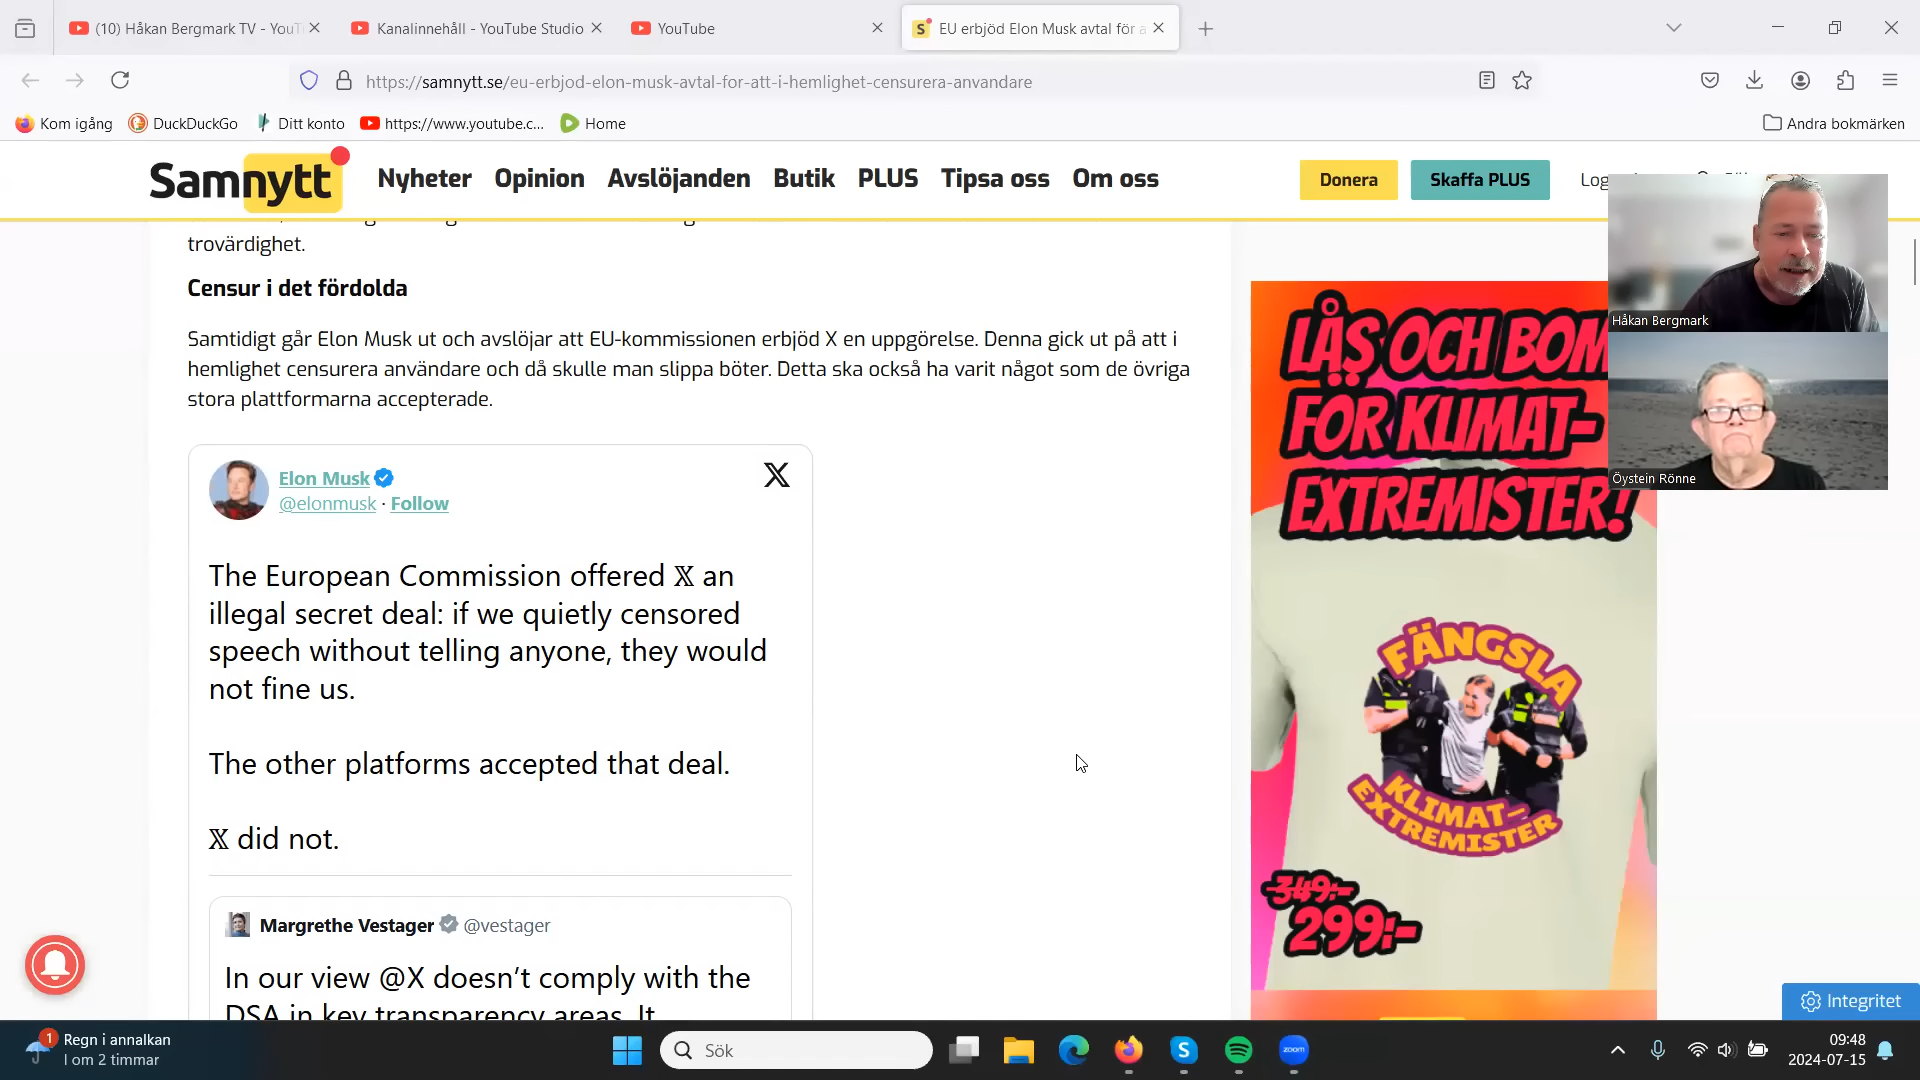 (10) Håkan Bergmark TV - YouT
Kanalinnehåll - YouTube Studio
YouTube
EU erbjöd Elon Musk avtal för a
https://samnytt.se/eu-erbjod-elon-musk-avtal-for-att-i-hemlighet-censurera-anvandare
Kom igång
DuckDuckGo
Ditt konto
https://www.youtube.c...
Home
Andra bokmärken
Samnytt
Nyheter
Opinion
Avslöjanden
Butik
PLUS
Tipsa oss
Om oss
Donera
Skaffa PLUS
trovärdighet.
Censur i det fördolda
Samtidigt går Elon Musk ut och avslöjar att EU-kommissionen erbjöd X en uppgörelse. Denna gick ut på att i
hemlighet censurera användare och då skulle man slippa böter. Detta ska också ha varit något som de övriga
stora plattformarna accepterade.
Elon Musk
@elonmusk · Follow
The European Commission offered 𝕏 an
illegal secret deal: if we quietly censored
speech without telling anyone, they would
not fine us.
The other platforms accepted that deal.
𝕏 did not.
Margrethe Vestager @vestager
In our view @X doesn’t comply with the
DSA in key transparency areas. It
Håkan Bergmark
Öystein Rönne
LÅS OCH BOM
FÖR KLIMAT-
EXTREMISTER!
FÄNGSLA
KLIMAT-
EXTREMISTER
349:-
299:-
Integritet
1
Regn i annalkan
I om 2 timmar
Sök
zoom
09:48
2024-07-15